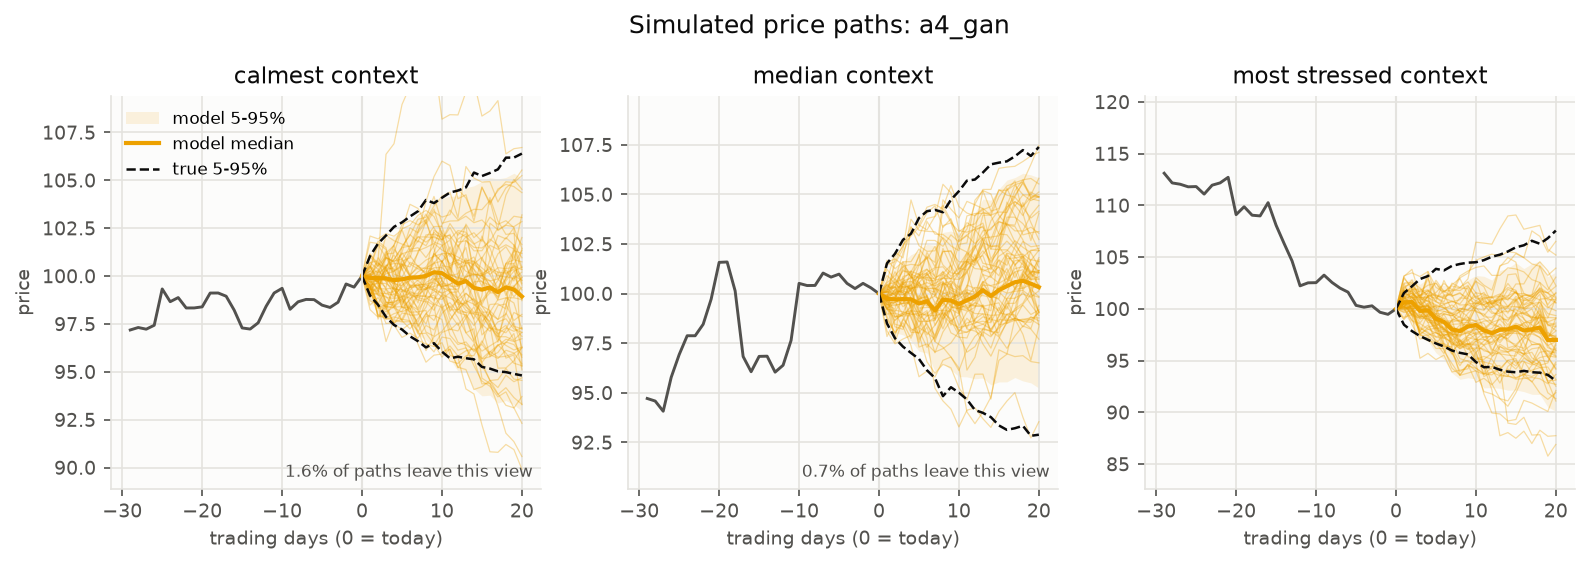 Simulated price paths: a4_gan
calmest context
median context
most stressed context
model 5-95%
model median
true 5-95%
107.5
105.0
102.5
100.0
97.5
95.0
92.5
90.0
price
1.6% of paths leave this view
−30
−20
−10
0
10
20
trading days (0 = today)
107.5
105.0
102.5
100.0
97.5
95.0
92.5
price
0.7% of paths leave this view
−30
−20
−10
0
10
20
trading days (0 = today)
120
115
110
105
100
95
90
85
price
−30
−20
−10
0
10
20
trading days (0 = today)